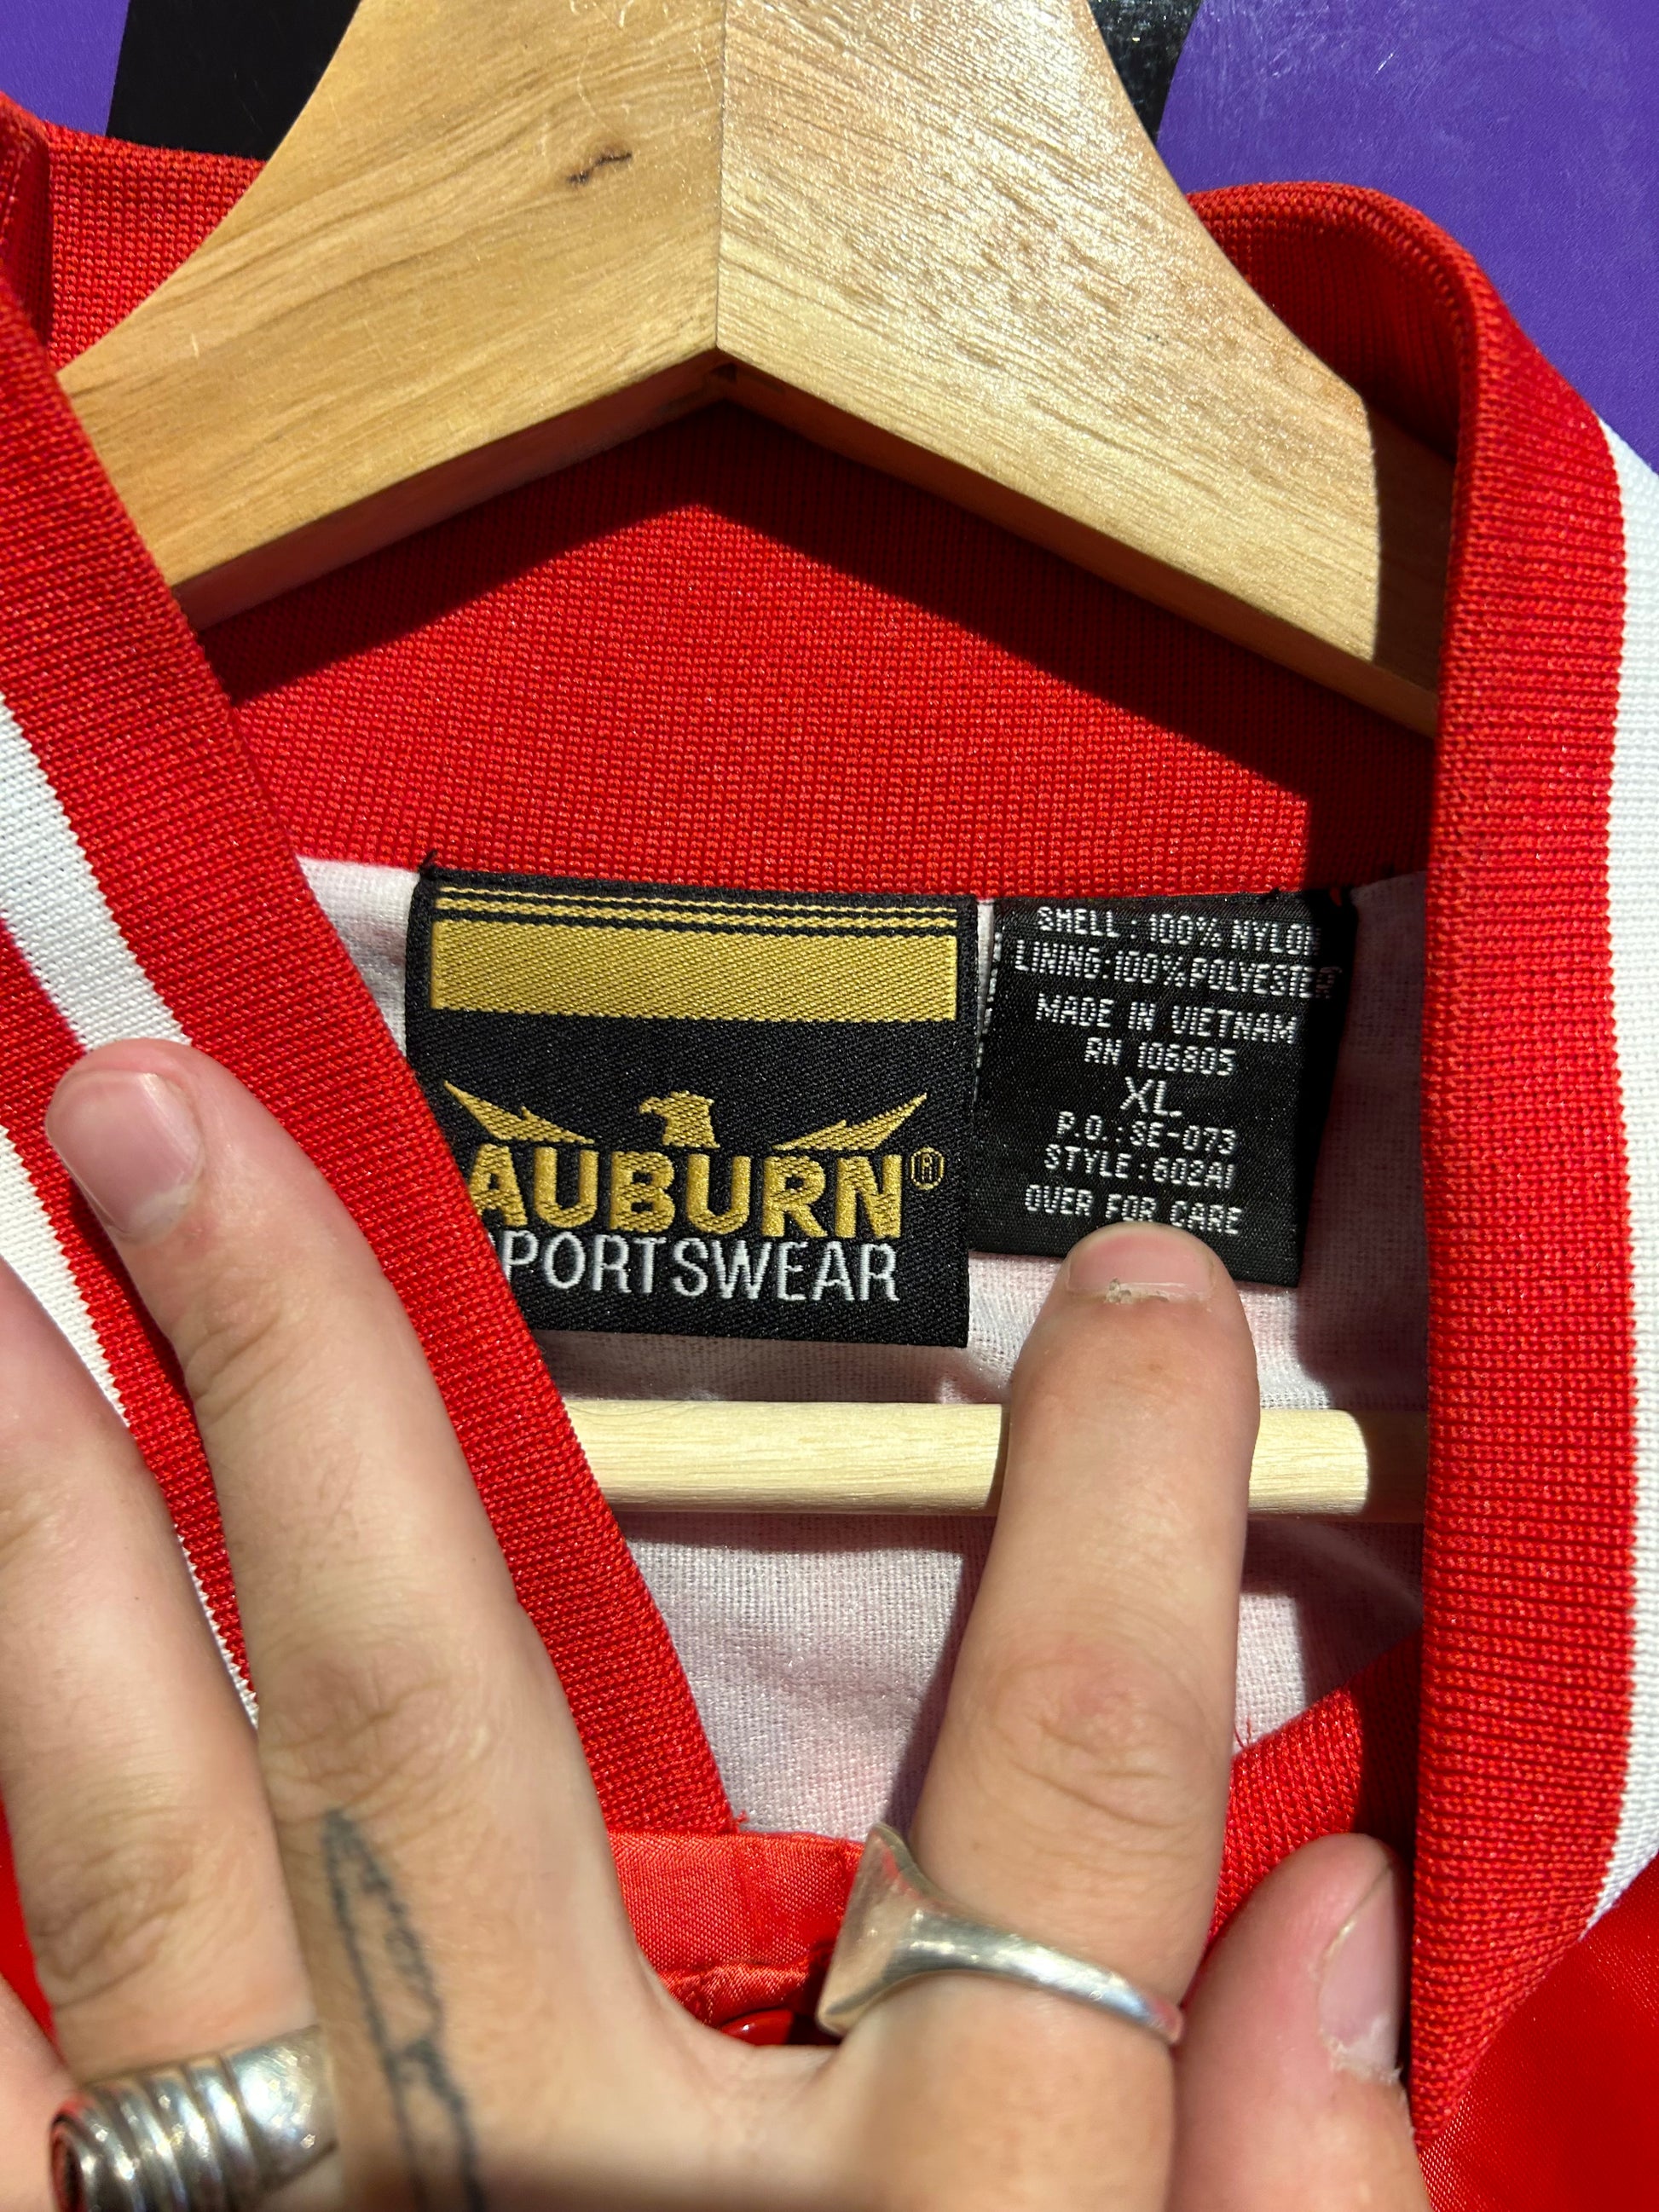 AUBURN®
SPORTSWEAR
SHELL : 100% NYLON
LINING:100%POLYESTER
MADE IN VIETNAM
RN 106805
XL
P.O.: SE-073
STYLE:602AI
OVER FOR CARE